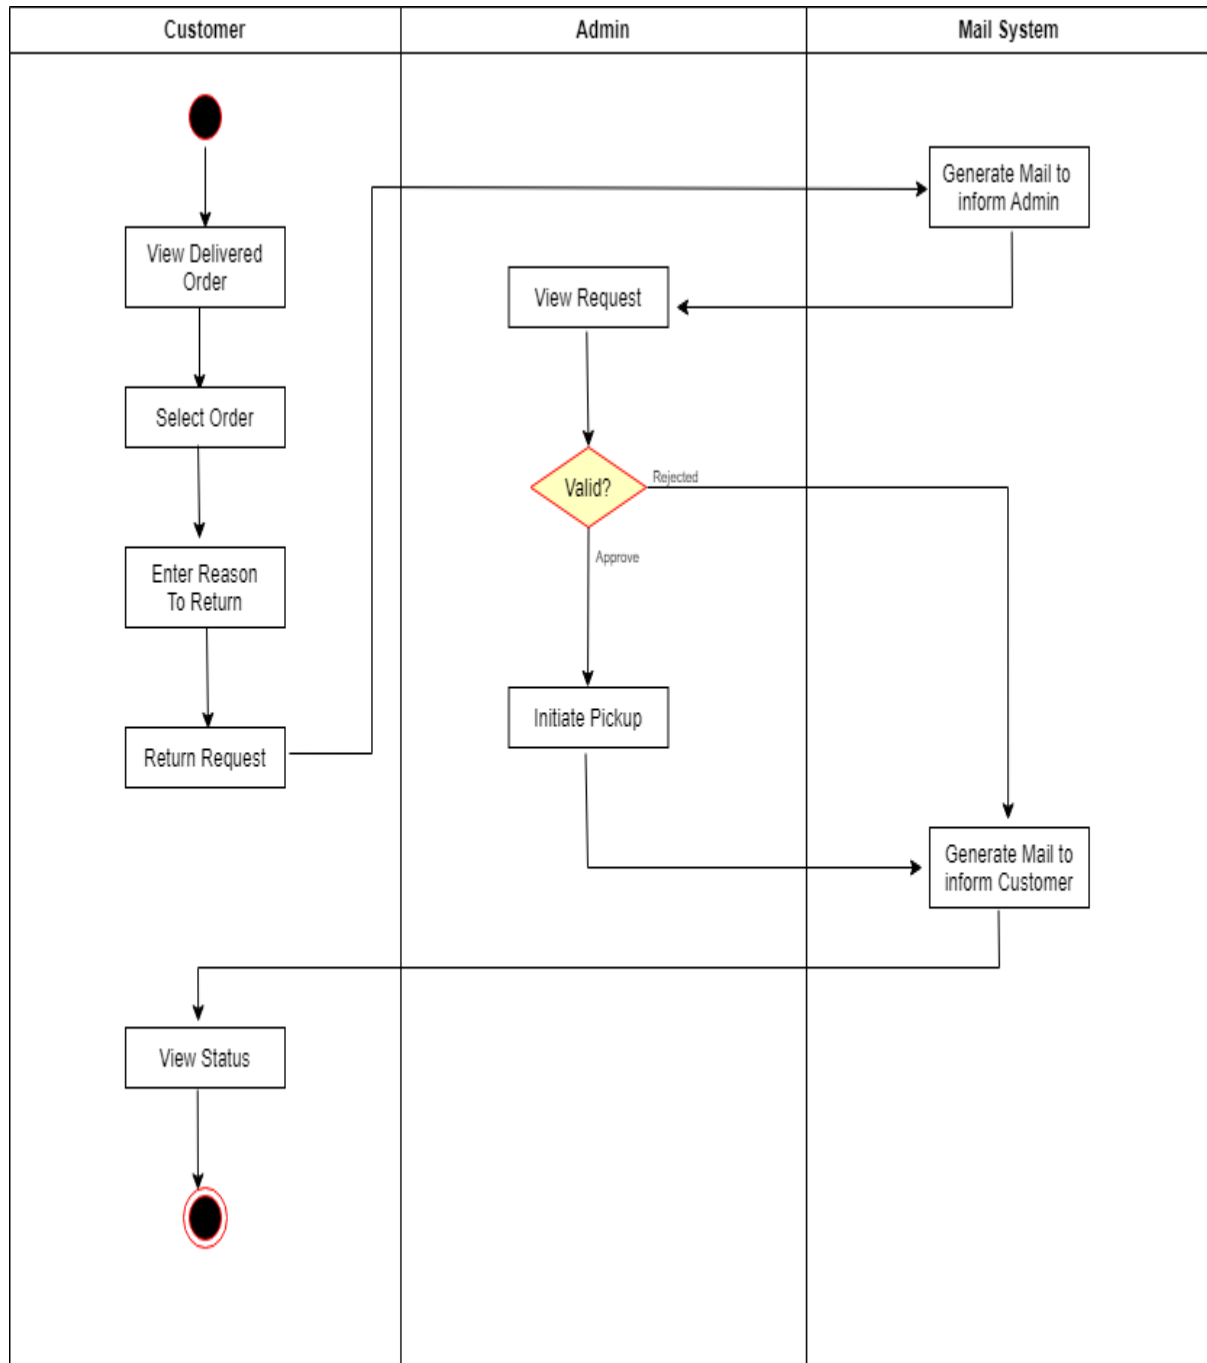 Customer
Admin
Mail System
Generate Mail to
inform Admin
View Delivered
Order
View Request
Select Order
Valid?
Rejected
Approve
Enter Reason
To Return
Initiate Pickup
Return Request
Generate Mail to
inform Customer
View Status